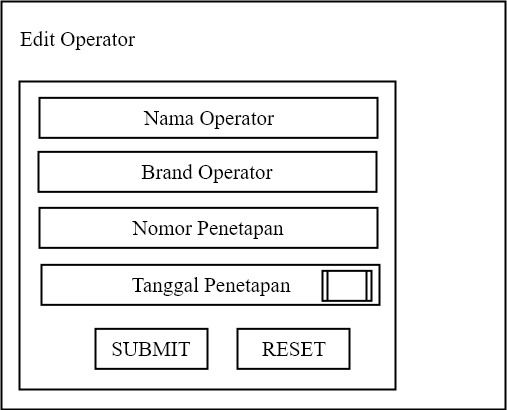 Edit Operator
Nama Operator
Brand Operator
Nomor Penetapan
Tanggal Penetapan
SUBMIT
RESET